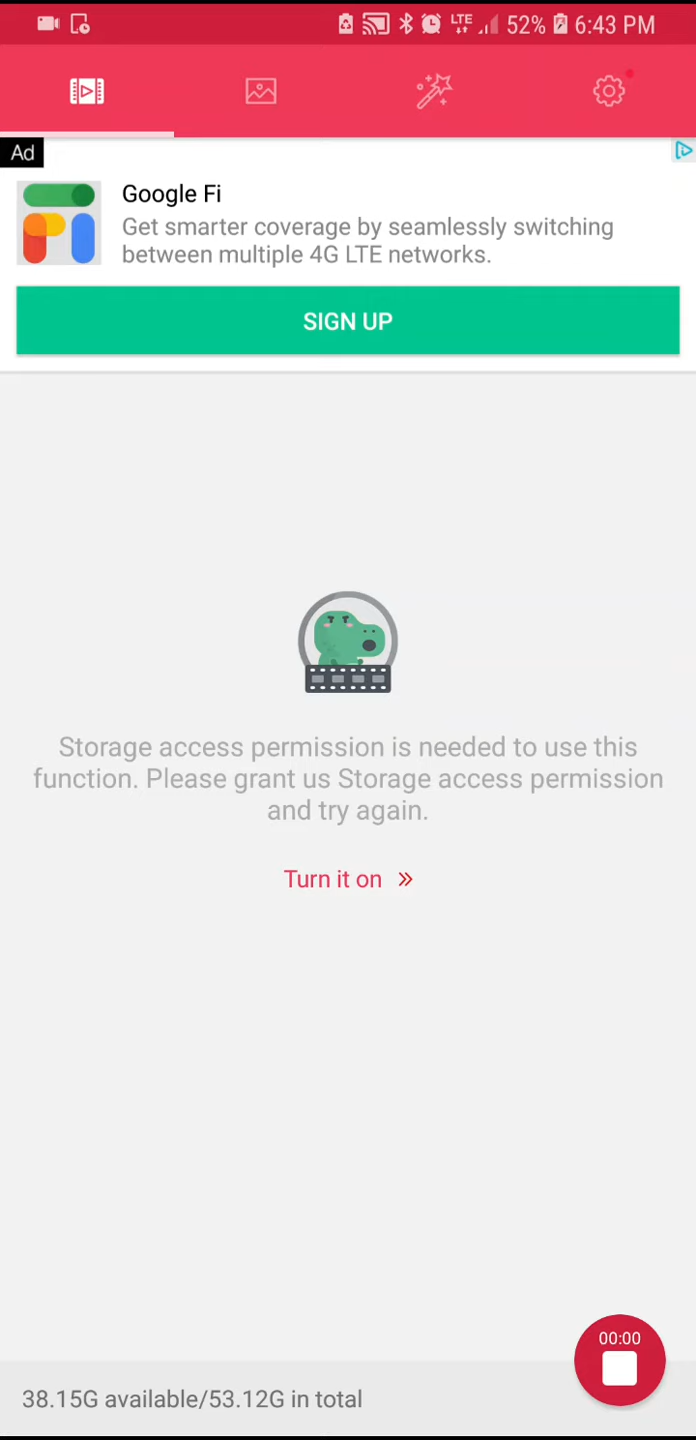 LTE 52% 6:43 PM
Ad
Google Fi
Get smarter coverage by seamlessly switching
between multiple 4G LTE networks.
SIGN UP
Storage access permission is needed to use this
function. Please grant us Storage access permission
and try again.
Turn it on »
00:00
38.15G available/53.12G in total